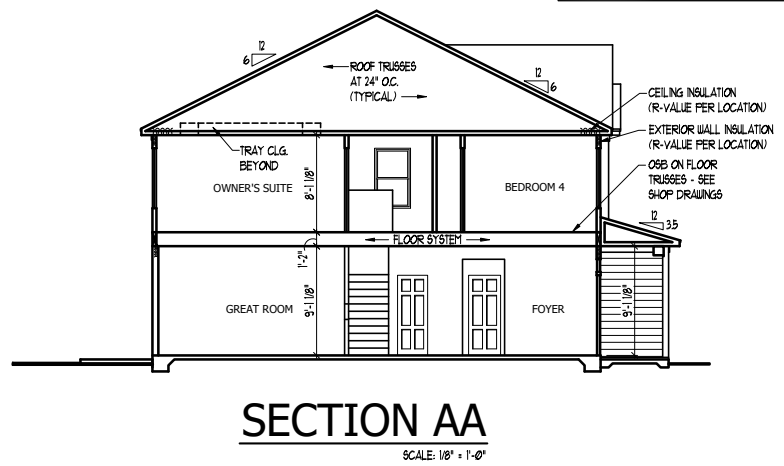 12
6
ROOF TRUSSES
AT 24" O.C.
(TYPICAL)
12
6
CEILING INSULATION
(R-VALUE PER LOCATION)
EXTERIOR WALL INSULATION
(R-VALUE PER LOCATION)
TRAY CLG.
BEYOND
OSB ON FLOOR
TRUSSES - SEE
SHOP DRAWINGS
OWNER'S SUITE
8'-1 1/8"
BEDROOM 4
12
3.5
FLOOR SYSTEM
1'-2"
GREAT ROOM
9'-1 1/8"
FOYER
9'-1 1/8"
SECTION AA
SCALE: 1/8" = 1'-0"